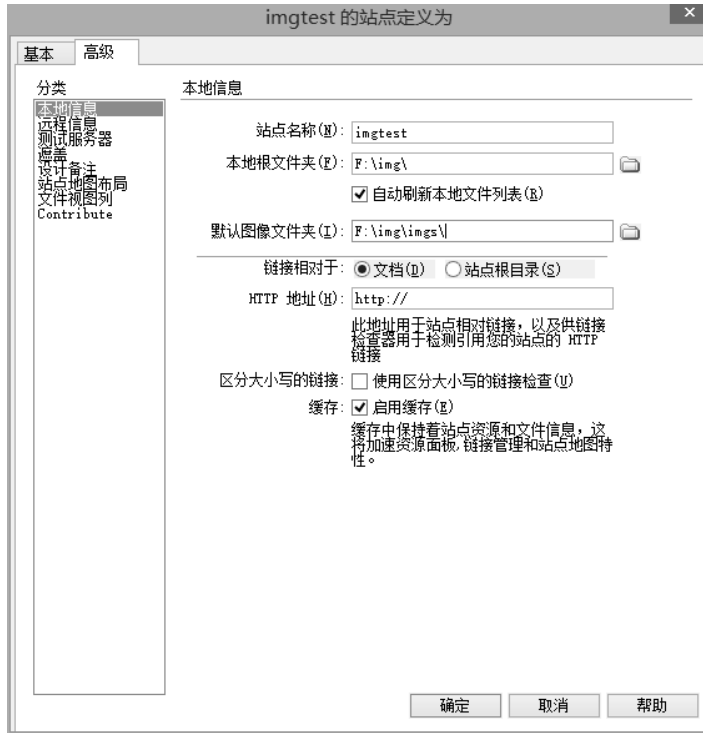 imgtest 的站点定义为
×
基本 高级
分类
本地信息
远程信息
测试服务器
遮盖
设计备注
站点地图布局
文件视图列
Contribute
本地信息
站点名称(N): imgtest
本地根文件夹(F): F:\img\
自动刷新本地文件列表(R)
默认图像文件夹(I): F:\img\imgs\
链接相对于: 文档(D) 站点根目录(S)
HTTP 地址(H): http://
此地址用于站点相对链接，以及供链接
检查器用于检测引用您的站点的 HTTP
链接
区分大小写的链接: 使用区分大小写的链接检查(U)
缓存: 启用缓存(E)
缓存中保持着站点资源和文件信息，这
将加速资源面板,链接管理和站点地图特
性。
确定 取消 帮助